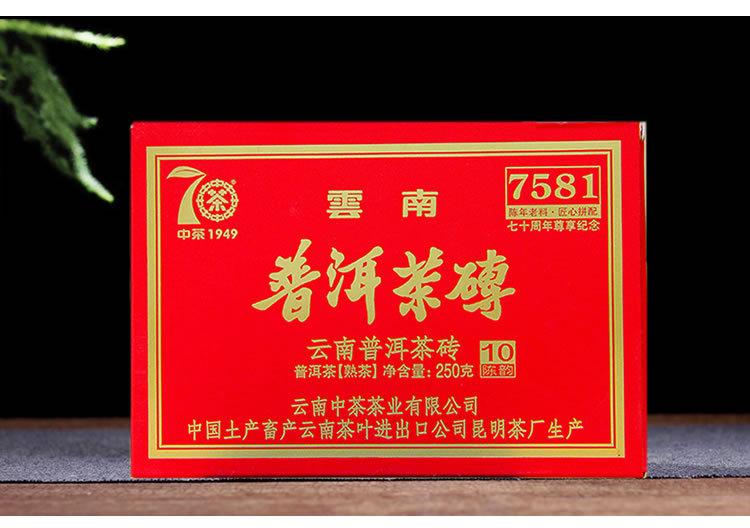 70 茶
中茶1949
雲南
7581
陈年老料·匠心拼配
七十周年尊享纪念
普洱茶磚
云南普洱茶砖
普洱茶【熟茶】净含量:250克
10
陈韵
云南中茶茶业有限公司
中国土产畜产云南茶叶进出口公司昆明茶厂生产